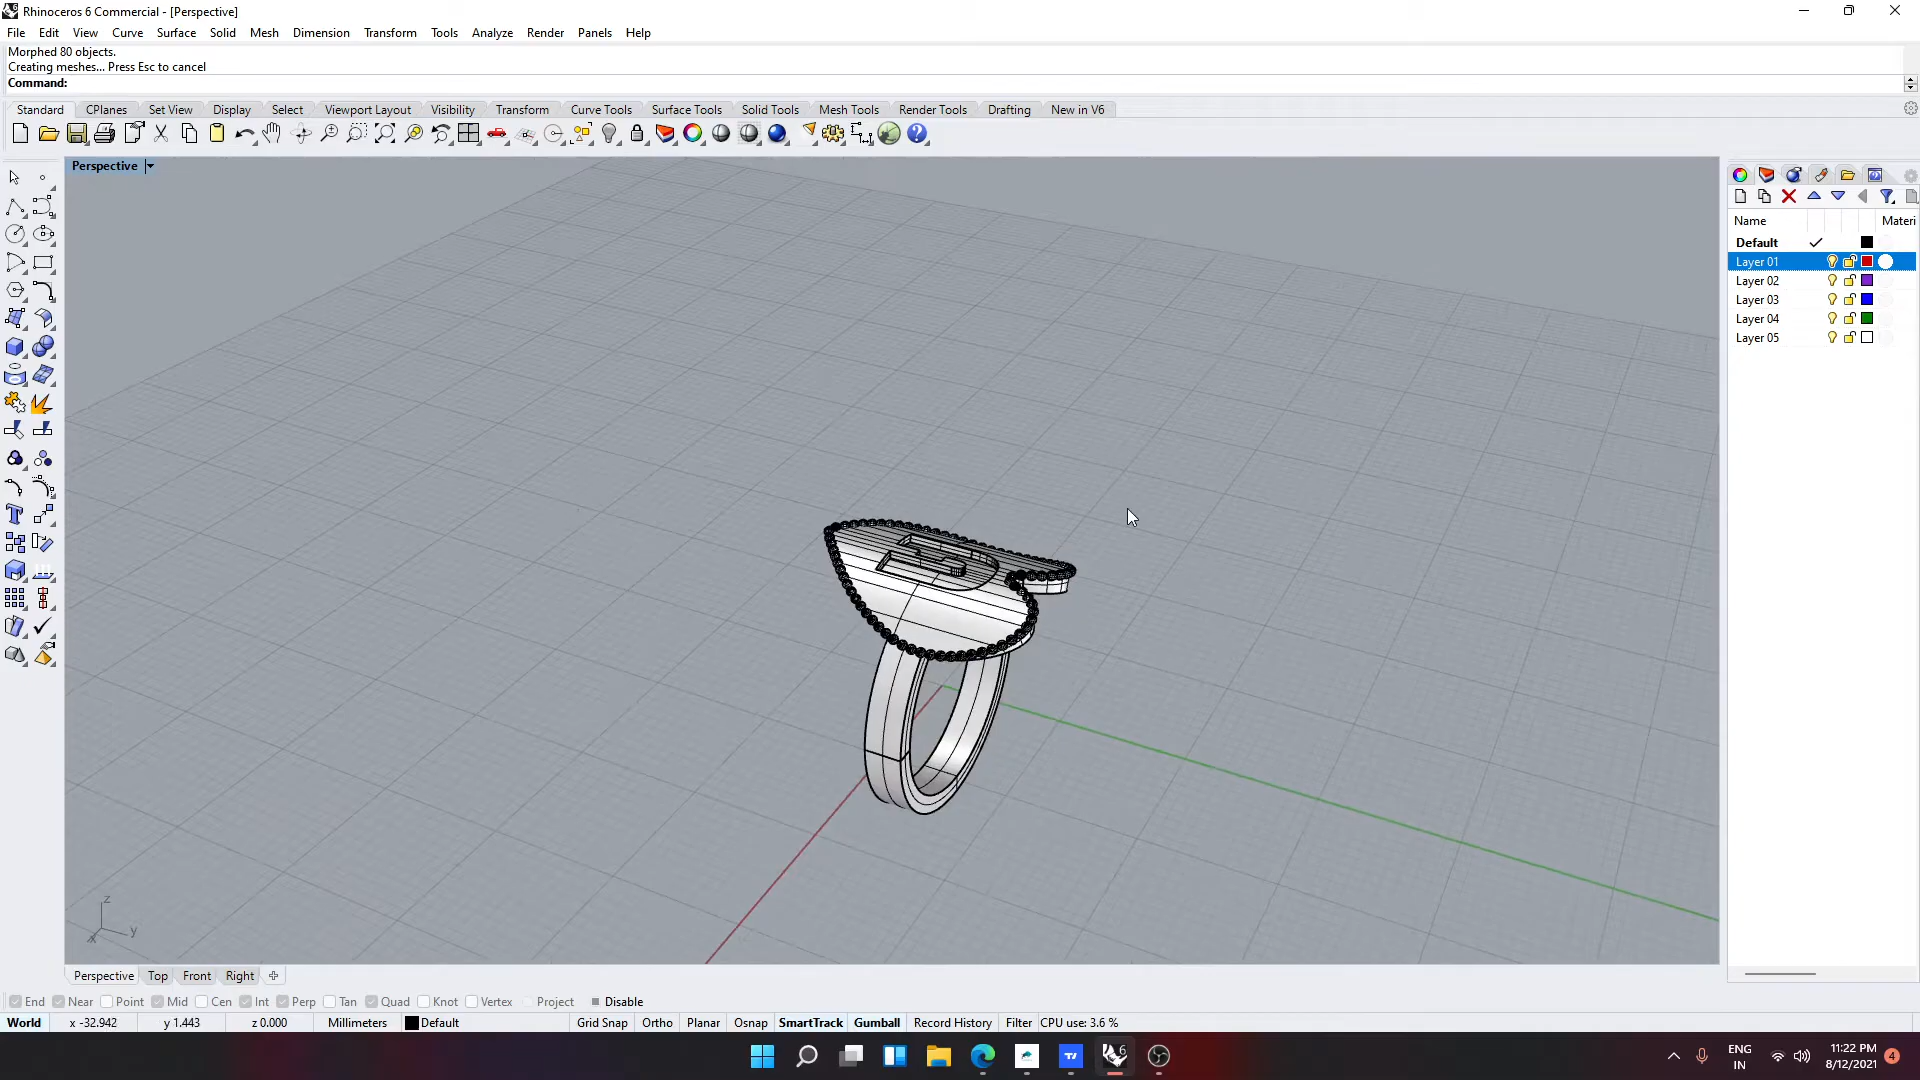 Rhinoceros 6 Commercial - [Perspective]
File Edit View Curve Surface Solid Mesh Dimension Transform Tools Analyze Render Panels Help
Morphed 80 objects.
Creating meshes... Press Esc to cancel
Command:
Standard CPlanes Set View Display Select Viewport Layout Visibility Transform Curve Tools Surface Tools Solid Tools Mesh Tools Render Tools Drafting New in V6
Perspective
Name Materi
Default
Layer 01
Layer 02
Layer 03
Layer 04
Layer 05
z
y
x
Perspective Top Front Right
End Near Point Mid Cen Int Perp Tan Quad Knot Vertex Project Disable
World x -32.942 y 1.443 z 0.000 Millimeters Default Grid Snap Ortho Planar Osnap SmartTrack Gumball Record History Filter CPU use: 3.6 %
ENG
IN
11:22 PM
8/12/2021
4